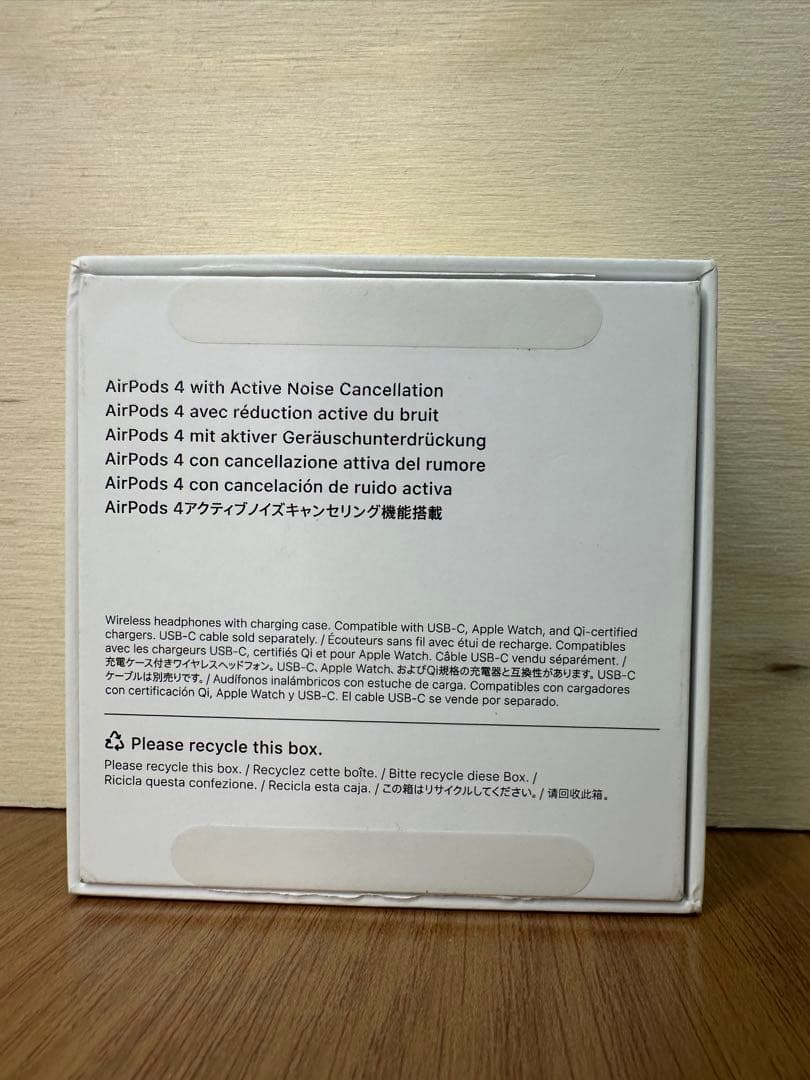 AirPods 4 with Active Noise Cancellation
AirPods 4 avec réduction active du bruit
AirPods 4 mit aktiver Geräuschunterdrückung
AirPods 4 con cancellazione attiva del rumore
AirPods 4 con cancelación de ruido activa
AirPods 4アクティブノイズキャンセリング機能搭載
Wireless headphones with charging case. Compatible with USB-C, Apple Watch, and Qi-certified
chargers. USB-C cable sold separately. / Écouteurs sans fil avec étui de recharge. Compatibles
avec les chargeurs USB-C, certifiés Qi et pour Apple Watch. Câble USB-C vendu séparément. /
充電ケース付きワイヤレスヘッドフォン。USB-C、Apple Watch、およびQi規格の充電器と互換性があります。USB-C
ケーブルは別売りです。/ Audífonos inalámbricos con estuche de carga. Compatibles con cargadores
con certificación Qi, Apple Watch y USB-C. El cable USB-C se vende por separado.
Please recycle this box.
Please recycle this box. / Recyclez cette boîte. / Bitte recycle diese Box. /
Ricicla questa confezione. / Recicla esta caja. / この箱はリサイクルしてください。/ 请回收此箱。